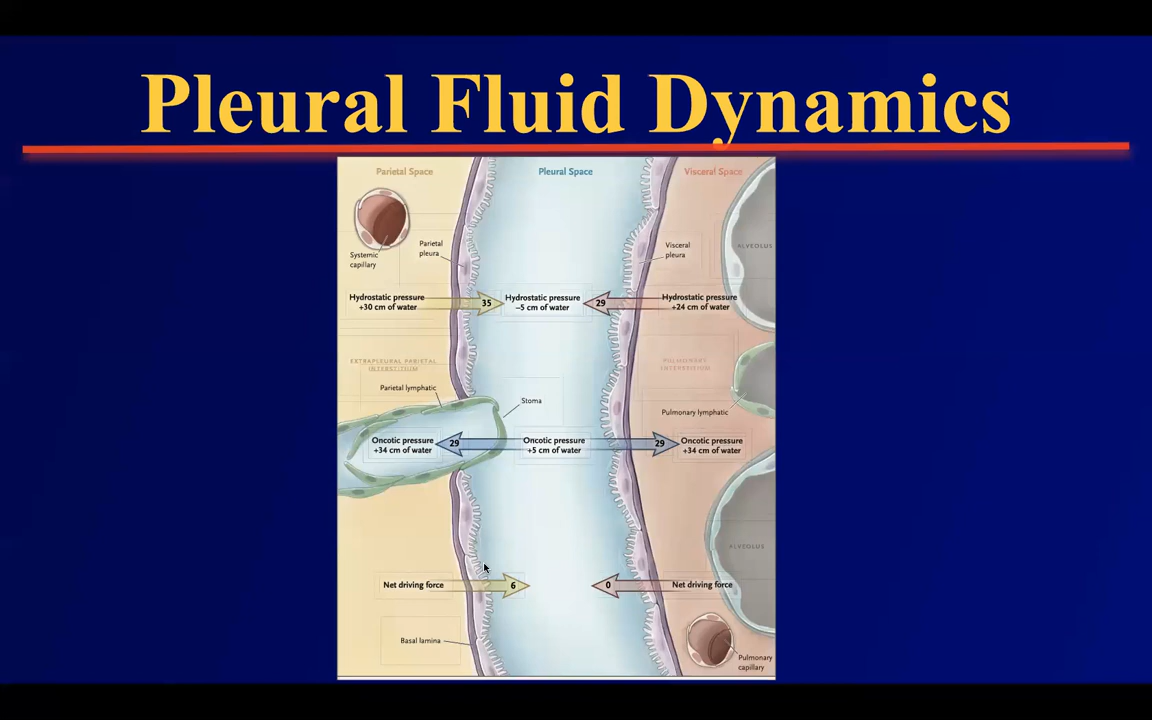 Pleural Fluid Dynamics
Parietal Space
Pleural Space
Visceral Space
Systemic
capillary
Parietal
pleura
Visceral
pleura
ALVEOLUS
Hydrostatic pressure
+30 cm of water
35
Hydrostatic pressure
–5 cm of water
29
Hydrostatic pressure
+24 cm of water
EXTRAPLEURAL PARIETAL
INTERSTITIUM
PULMONARY
INTERSTITIUM
Parietal lymphatic
Stoma
Pulmonary lymphatic
Oncotic pressure
+34 cm of water
29
Oncotic pressure
+5 cm of water
29
Oncotic pressure
+34 cm of water
ALVEOLUS
Net driving force
6
0
Net driving force
Basal lamina
Pulmonary
capillary